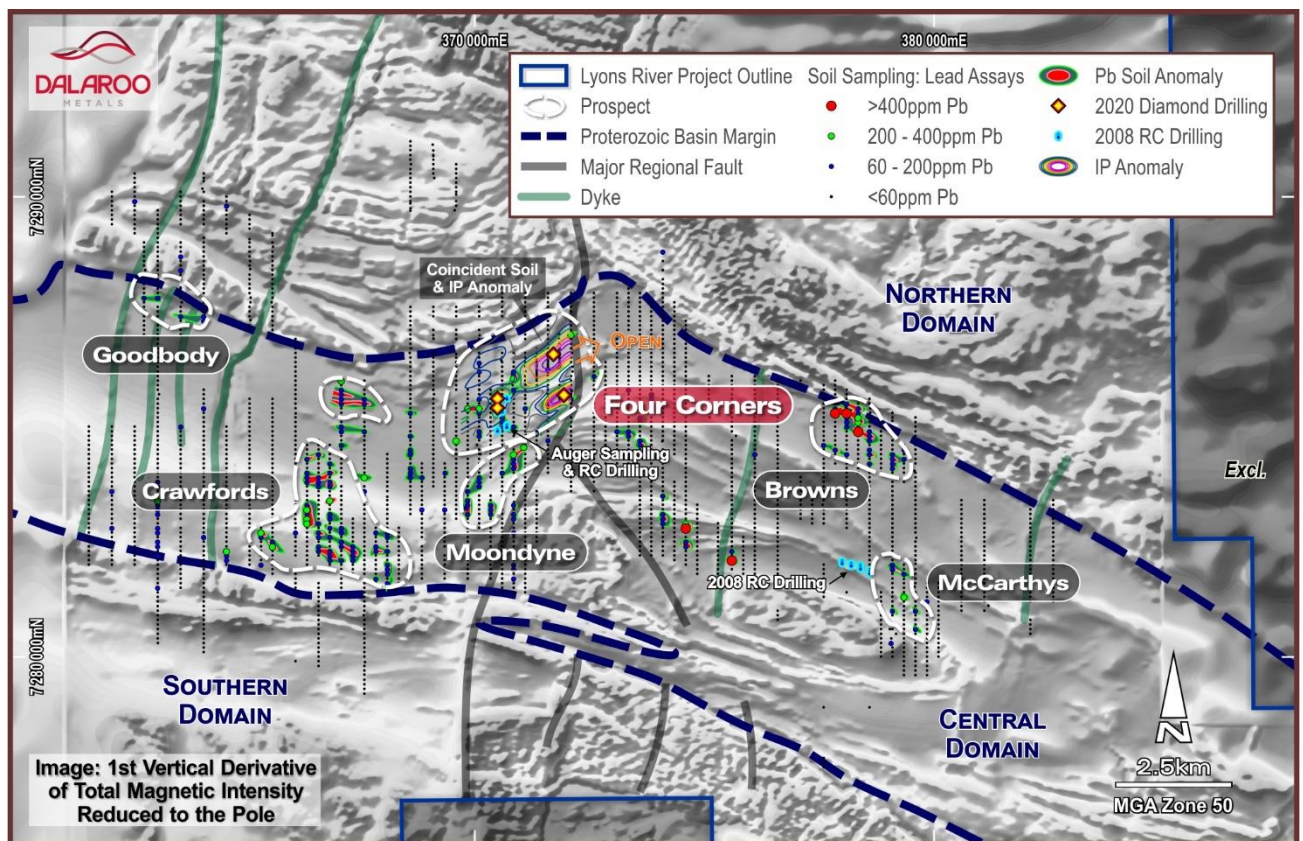 DALAROO
METALS
370 000mE
380 000mE
Lyons River Project Outline
Prospect
Proterozoic Basin Margin
Major Regional Fault
Dyke
Soil Sampling: Lead Assays
>400ppm Pb
200 - 400ppm Pb
60 - 200ppm Pb
<60ppm Pb
Pb Soil Anomaly
2020 Diamond Drilling
2008 RC Drilling
IP Anomaly
7 290 000mN
Coincident Soil
& IP Anomaly
NORTHERN
DOMAIN
OPEN
Goodbody
Four Corners
Auger Sampling
& RC Drilling
Excl.
Crawfords
Browns
Moondyne
2008 RC Drilling
McCarthys
7 280 000mN
SOUTHERN
DOMAIN
CENTRAL
DOMAIN
N
2.5km
MGA Zone 50
Image: 1st Vertical Derivative
of Total Magnetic Intensity
Reduced to the Pole